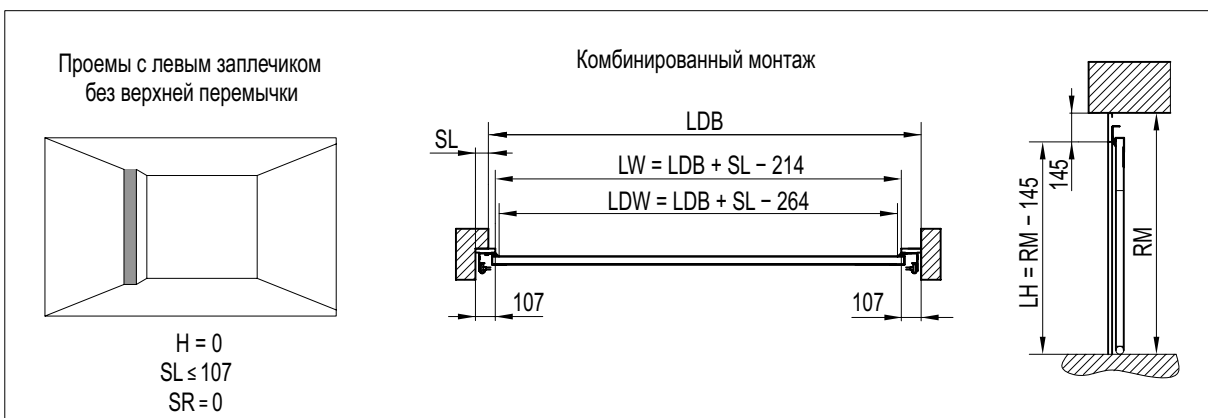 Проемы с левым заплечиком
без верхней перемычки
H = 0
SL ≤ 107
SR = 0
Комбинированный монтаж
LDB
SL
LW = LDB + SL − 214
LDW = LDB + SL − 264
107
107
145
LH = RM − 145
RM